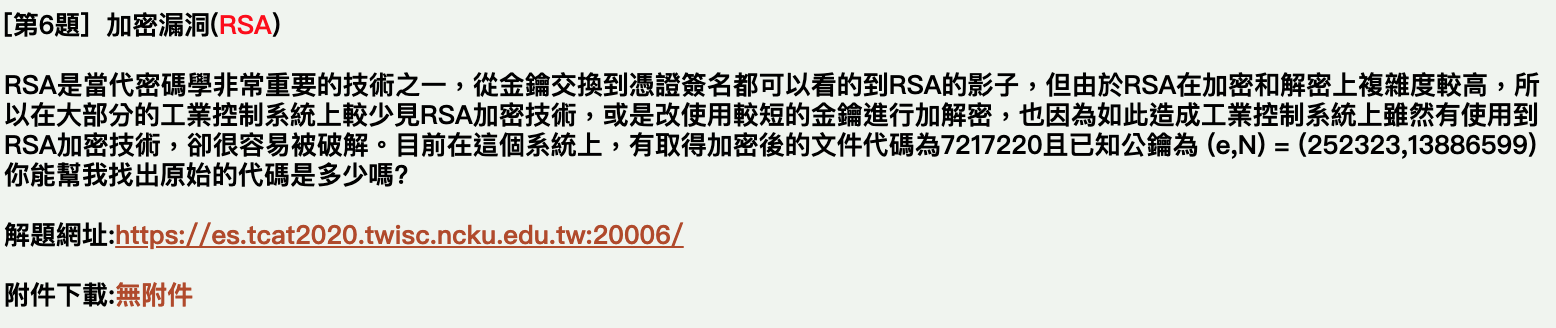 [第6題] 加密漏洞(RSA)
RSA是當代密碼學非常重要的技術之一，從金鑰交換到憑證簽名都可以看的到RSA的影子，但由於RSA在加密和解密上複雜度較高，所
以在大部分的工業控制系統上較少見RSA加密技術，或是改使用較短的金鑰進行加解密，也因為如此造成工業控制系統上雖然有使用到
RSA加密技術，卻很容易被破解。目前在這個系統上，有取得加密後的文件代碼為7217220且已知公鑰為 (e,N) = (252323,13886599)
你能幫我找出原始的代碼是多少嗎?
解題網址:https://es.tcat2020.twisc.ncku.edu.tw:20006/
附件下載:無附件